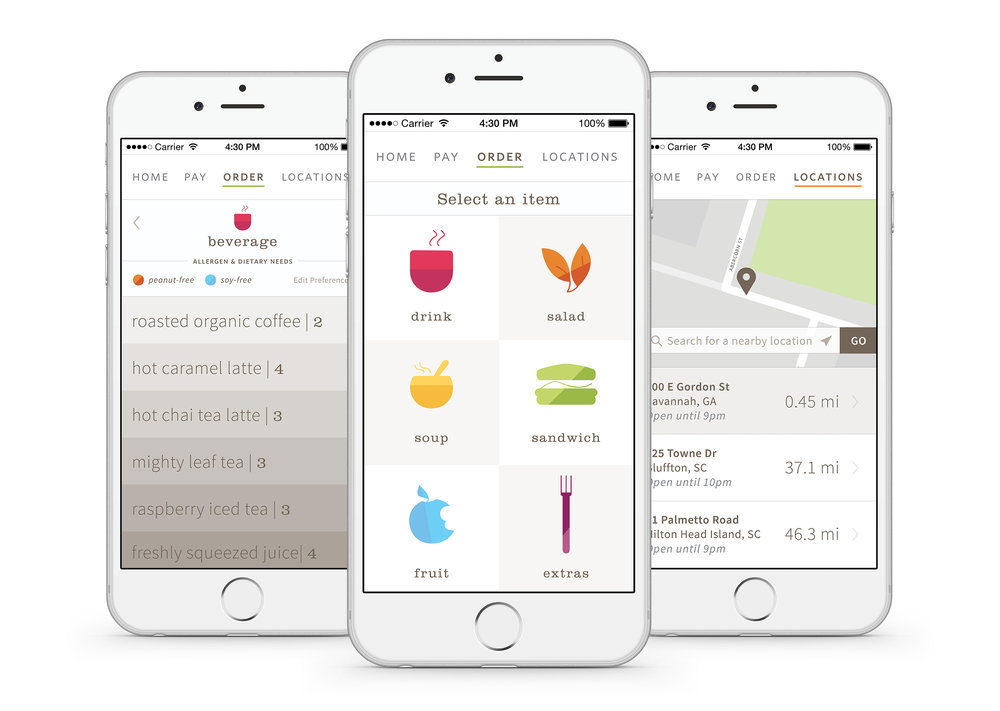 Carrier 4:30 PM 100%
HOME PAY ORDER LOCATIONS
beverage
ALLERGEN & DIETARY NEEDS
peanut-free soy-free Edit Preference
roasted organic coffee | 2
hot caramel latte | 4
hot chai tea latte | 3
mighty leaf tea | 3
raspberry iced tea | 3
freshly squeezed juice| 4
Carrier 4:30 PM 100%
HOME PAY ORDER LOCATIONS
Select an item
drink
salad
soup
sandwich
fruit
extras
Carrier 4:30 PM 100%
OME PAY ORDER LOCATIONS
ABERCORN ST
Search for a nearby location GO
00 E Gordon St
avannah, GA
pen until 9pm
0.45 mi
25 Towne Dr
luffton, SC
pen until 10pm
37.1 mi
1 Palmetto Road
ilton Head Island, SC
pen until 9pm
46.3 mi